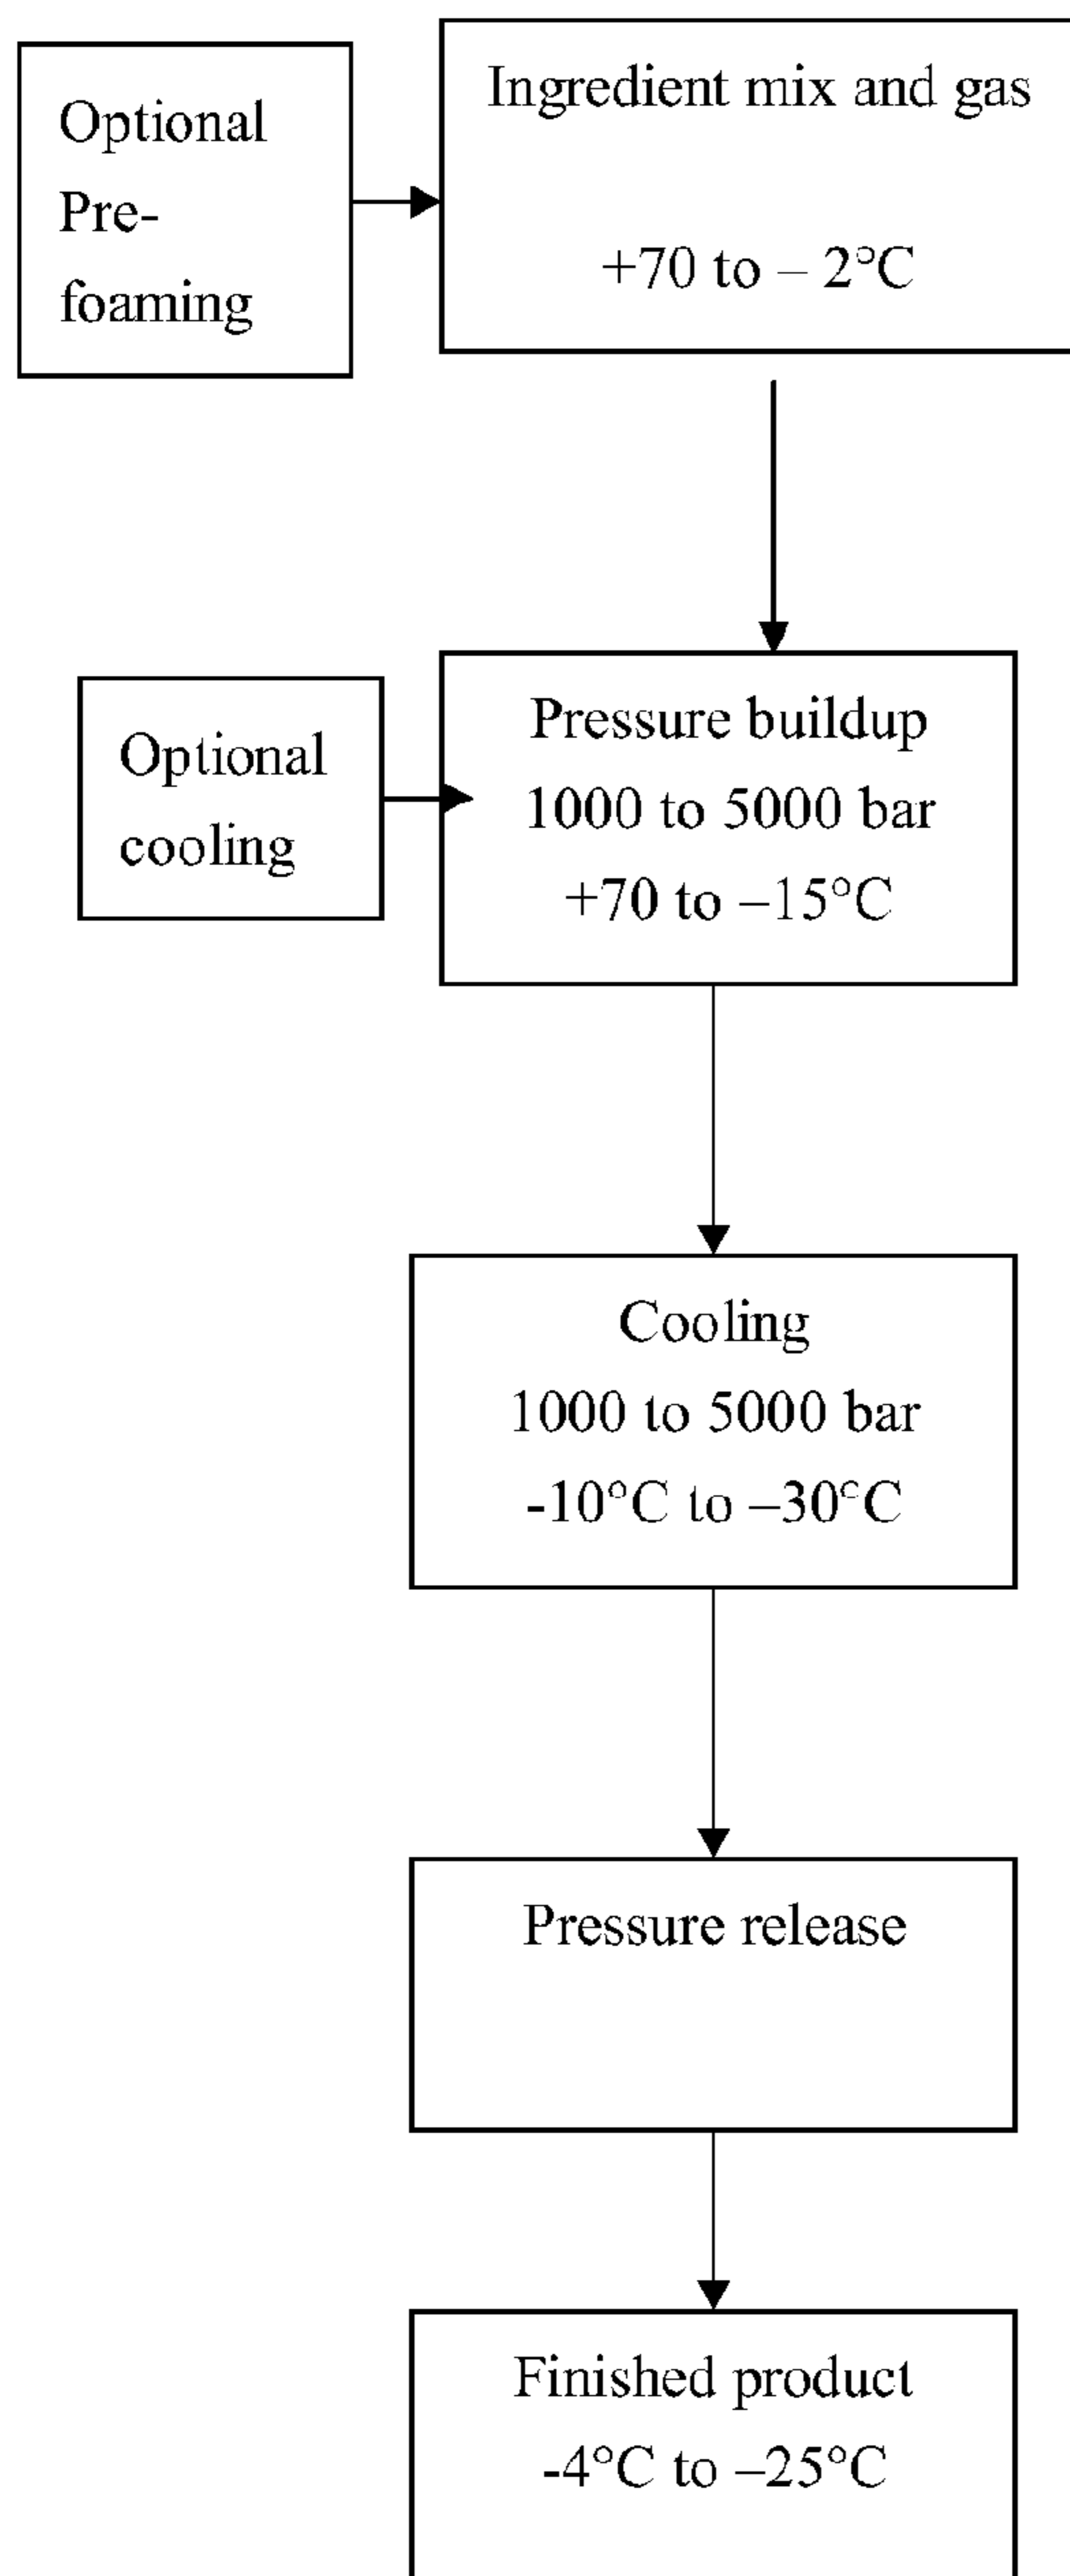 Optional
Pre-
foaming
Ingredient mix and gas
+70 to – 2°C
Optional
cooling
Pressure buildup
1000 to 5000 bar
+70 to –15°C
Cooling
1000 to 5000 bar
-10°C to –30°C
Pressure release
Finished product
-4°C to –25°C